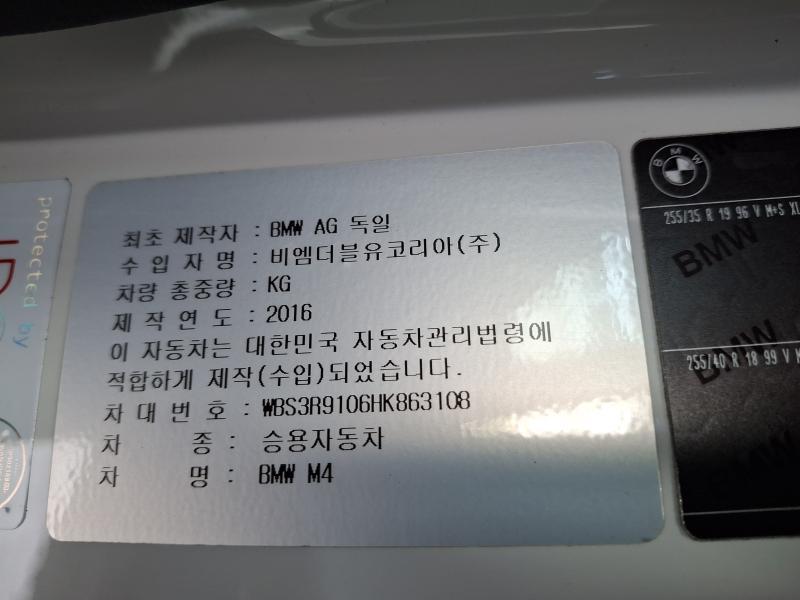 protected by
최초 제작자 : BMW AG 독일
수 입 자 명 : 비엠더블유코리아(주)
차량 총중량 : KG
제 작 연 도 : 2016
이 자동차는 대한민국 자동차관리법령에
적합하게 제작(수입)되었습니다.
차 대 번 호 : WBS3R9106HK863108
차 종 : 승용자동차
차 명 : BMW M4
BMW
255/35 R 19 96 V M+S XL
BMW
255/40 R 18 99 V
BMW